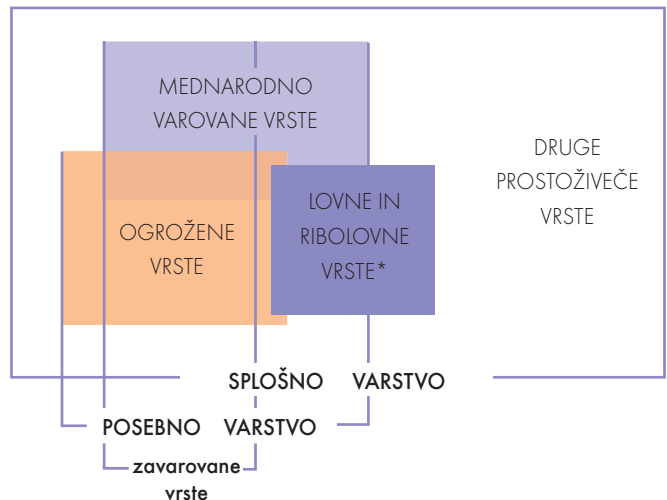 MEDNARODNO
VAROVANE VRSTE
DRUGE
PROSTOŽIVEČE
VRSTE
LOVNE IN
RIBOLOVNE
VRSTE*
OGROŽENE
VRSTE
SPLOŠNO VARSTVO
POSEBNO VARSTVO
zavarovane
vrste